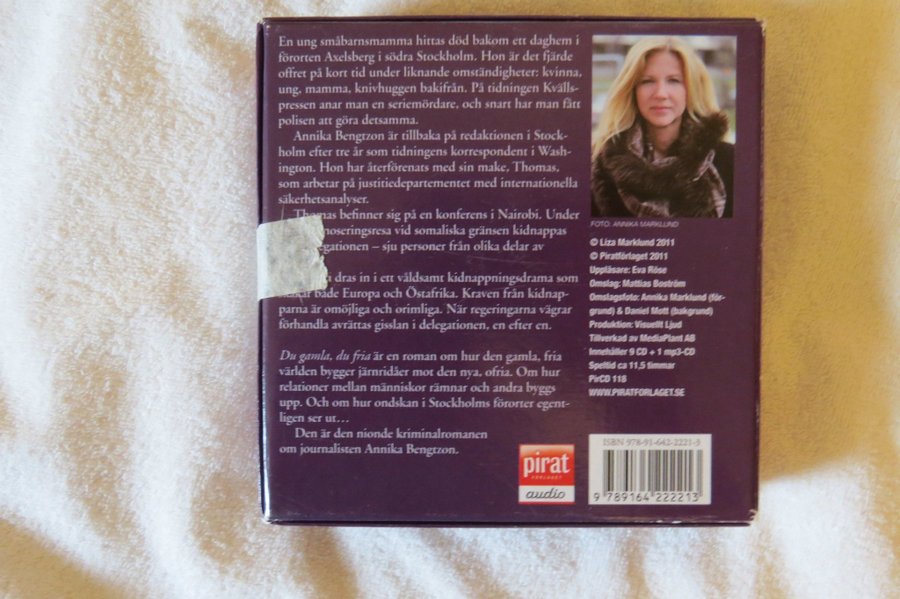 En ung småbarnsmamma hittas död bakom ett daghem i
förorten Axelsberg i södra Stockholm. Hon är det fjärde
offret på kort tid under liknande omständigheter: kvinna,
ung, mamma, knivhuggen bakifrån. På tidningen Kvälls-
pressen anar man en seriemördare, och snart har man fått
polisen att göra detsamma.
Annika Bengtzon är tillbaka på redaktionen i Stock-
holm efter tre år som tidningens korrespondent i Wash-
ington. Hon har återförenats med sin make, Thomas,
som arbetar på justitiedepartementet med internationella
säkerhetsanalyser.
Thomas befinner sig på en konferens i Nairobi. Under
noseringsresa vid somaliska gränsen kidnappas
egationen – sju personer från olika delar av
dras in i ett våldsamt kidnappningsdrama som
både Europa och Östafrika. Kraven från kidnap-
parna är omöjliga och orimliga. När regeringarna vägrar
förhandla avrättas gisslan i delegationen, en efter en.
Du gamla, du fria är en roman om hur den gamla, fria
världen bygger järnridåer mot den nya, ofria. Om hur
relationer mellan människor rämnar och andra byggs
upp. Och om hur ondskan i Stockholms förorter egent-
ligen ser ut…
Den är den nionde kriminalromanen
om journalisten Annika Bengtzon.
FOTO: ANNIKA MARKLUND
© Liza Marklund 2011
© Piratförlaget 2011
Uppläsare: Eva Röse
Omslag: Mattias Boström
Omslagsfoto: Annika Marklund (för-
grund) & Daniel Mott (bakgrund)
Produktion: Visuellt Ljud
Tillverkad av MediaPlant AB
Innehåller 9 CD + 1 mp3-CD
Speltid ca 11,5 timmar
PirCD 118
WWW.PIRATFORLAGET.SE
pirat
FÖRLAGET
audio
ISBN 978-91-642-2221-3
9 789164 222213